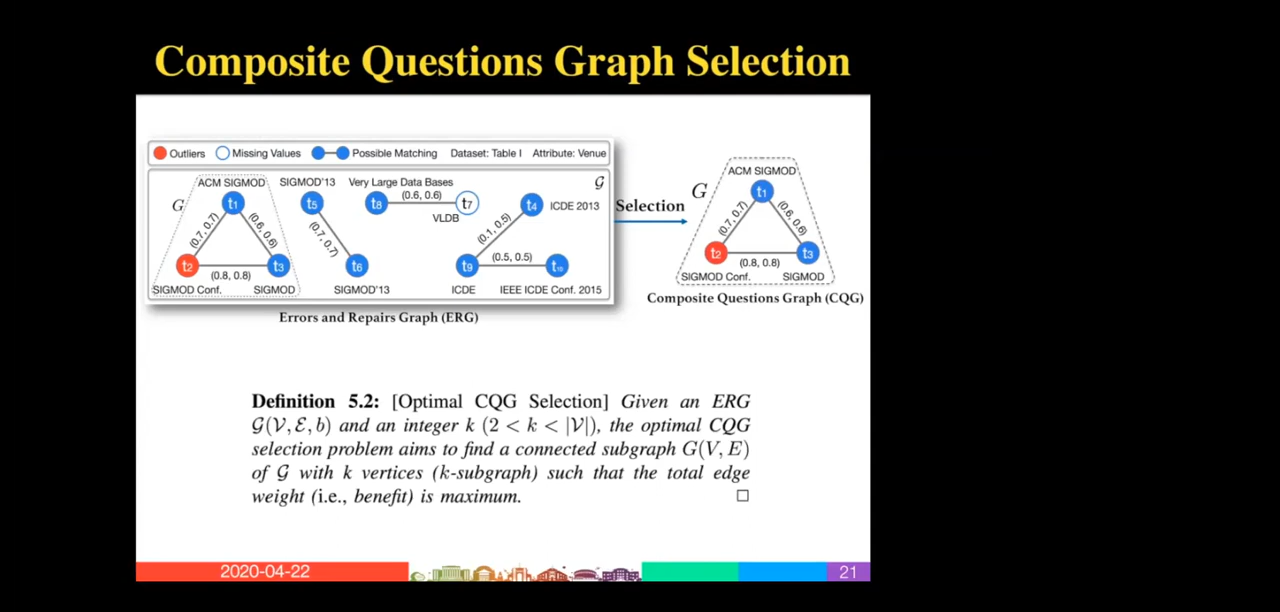 Composite Questions Graph Selection
Outliers Missing Values Possible Matching Dataset: Table I Attribute: Venue
ACM SIGMOD SIGMOD'13 Very Large Data Bases 𝒢
G t1 t5 t8 (0.6, 0.6) t7 t4 ICDE 2013
VLDB
(0.7, 0.7) (0.6, 0.6) (0.7, 0.7) (0.1, 0.5)
t2 (0.8, 0.8) t3 t6 t9 (0.5, 0.5) t10
SIGMOD Conf. SIGMOD SIGMOD'13 ICDE IEEE ICDE Conf. 2015
Errors and Repairs Graph (ERG)
Selection
ACM SIGMOD
G t1
(0.7, 0.7) (0.6, 0.6)
t2 (0.8, 0.8) t3
SIGMOD Conf. SIGMOD
Composite Questions Graph (CQG)
Definition 5.2: [Optimal CQG Selection] Given an ERG
𝒢(𝒱, ℰ, b) and an integer k (2 < k < |𝒱|), the optimal CQG
selection problem aims to find a connected subgraph G(V, E)
of 𝒢 with k vertices (k-subgraph) such that the total edge
weight (i.e., benefit) is maximum. □
2020-04-22
21